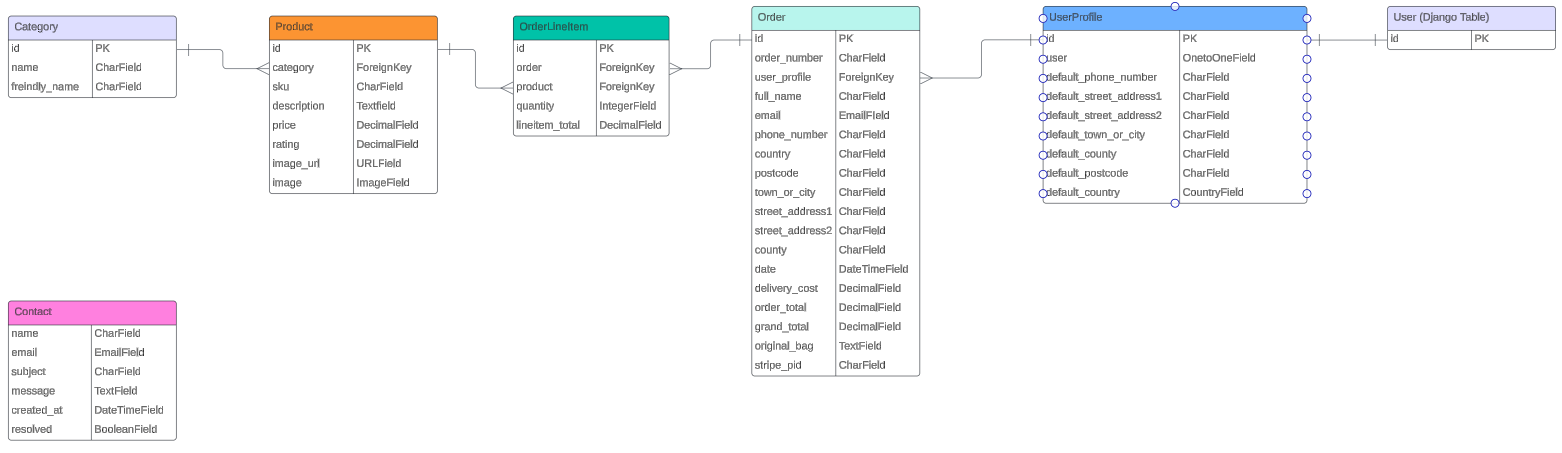 Category
id PK
name CharField
freindly_name CharField
Product
id PK
category ForeignKey
sku CharField
description Textfield
price DecimalField
rating DecimalField
image_url URLField
image ImageField
OrderLineItem
id PK
order ForeignKey
product ForeignKey
quantity IntegerField
lineitem_total DecimalField
Order
id PK
order_number CharField
user_profile ForeignKey
full_name CharField
email EmailField
phone_number CharField
country CharField
postcode CharField
town_or_city CharField
street_address1 CharField
street_address2 CharField
county CharField
date DateTimeField
delivery_cost DecimalField
order_total DecimalField
grand_total DecimalField
original_bag TextField
stripe_pid CharField
UserProfile
id PK
user OnetoOneField
default_phone_number CharField
default_street_address1 CharField
default_street_address2 CharField
default_town_or_city CharField
default_county CharField
default_postcode CharField
default_country CountryField
User (Django Table)
id PK
Contact
name CharField
email EmailField
subject CharField
message TextField
created_at DateTimeField
resolved BooleanField